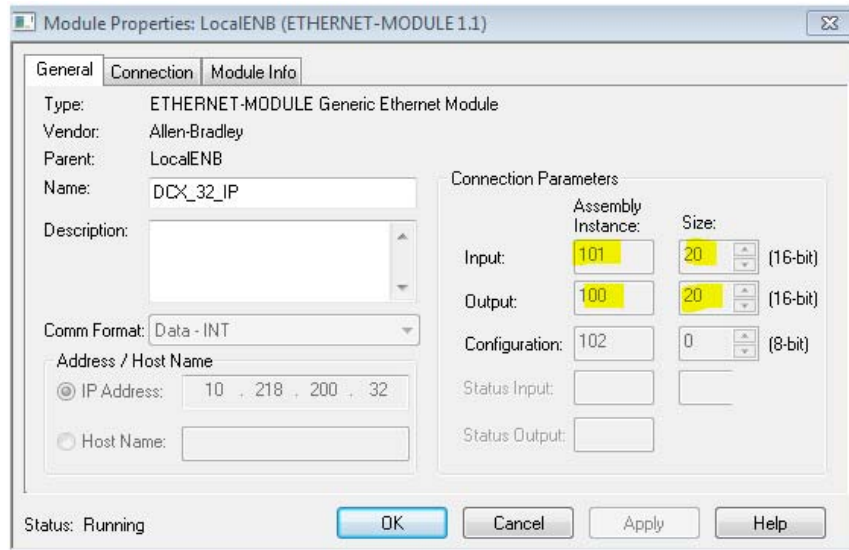 Module Properties: LocalENB (ETHERNET-MODULE 1.1)
General Connection Module Info
Type: ETHERNET-MODULE Generic Ethernet Module
Vendor: Allen-Bradley
Parent: LocalENB
Name: DCX_32_IP
Description:
Comm Format: Data - INT
Address / Host Name
IP Address: 10 . 218 . 200 . 32
Host Name:
Connection Parameters
Assembly Instance: Size:
Input: 101 20 (16-bit)
Output: 100 20 (16-bit)
Configuration: 102 0 (8-bit)
Status Input:
Status Output:
Status: Running OK Cancel Apply Help